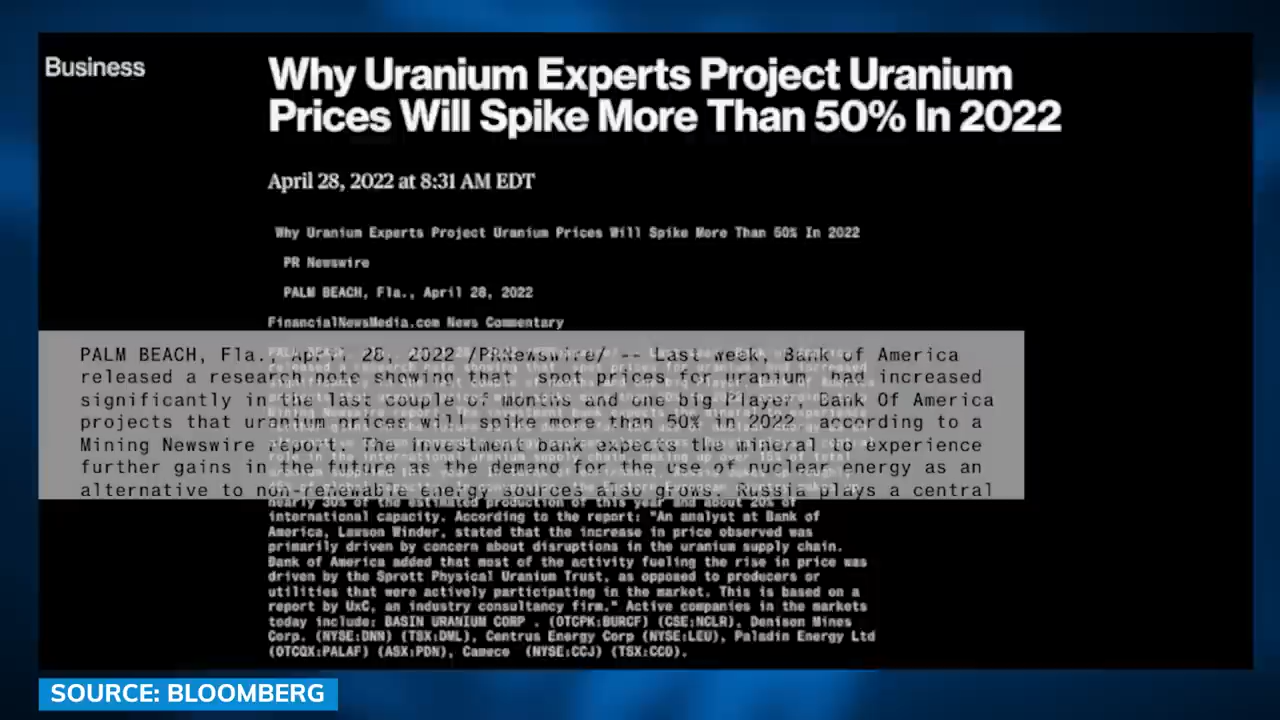 Business
Why Uranium Experts Project Uranium
Prices Will Spike More Than 50% In 2022
April 28, 2022 at 8:31 AM EDT
Why Uranium Experts Project Uranium Prices Will Spike More Than 50% In 2022
PR Newswire
PALM BEACH, Fla., April 28, 2022
FinancialNewsMedia.com News Commentary
PALM BEACH, Fla., April 28, 2022 /PRNewswire/ -- Last week, Bank of America
released a research note showing that spot prices for uranium had increased
significantly in the last couple of months and one big Player, Bank Of America
projects that uranium prices will spike more than 50% in 2022, according to a
Mining Newswire report. The investment bank expects the mineral to experience
further gains in the future as the demand for the use of nuclear energy as an
alternative to non-renewable energy sources also grows. Russia plays a central
nearly 30% of the estimated production of this year and about 20% of
international capacity. According to the report: "An analyst at Bank of
America, Lawson Winder, stated that the increase in price observed was
primarily driven by concern about disruptions in the uranium supply chain.
Bank of America added that most of the activity fueling the rise in price was
driven by the Sprott Physical Uranium Trust, as opposed to producers or
utilities that were actively participating in the market. This is based on a
report by UxC, an industry consultancy firm." Active companies in the markets
today include: BASIN URANIUM CORP . (OTCPK:BURCF) (CSE:NCLR), Denison Mines
Corp. (NYSE:DNN) (TSX:DML), Centrus Energy Corp (NYSE:LEU), Paladin Energy Ltd
(OTCQX:PALAF) (ASX:PDN), Cameco (NYSE:CCJ) (TSX:CCO).
SOURCE: BLOOMBERG